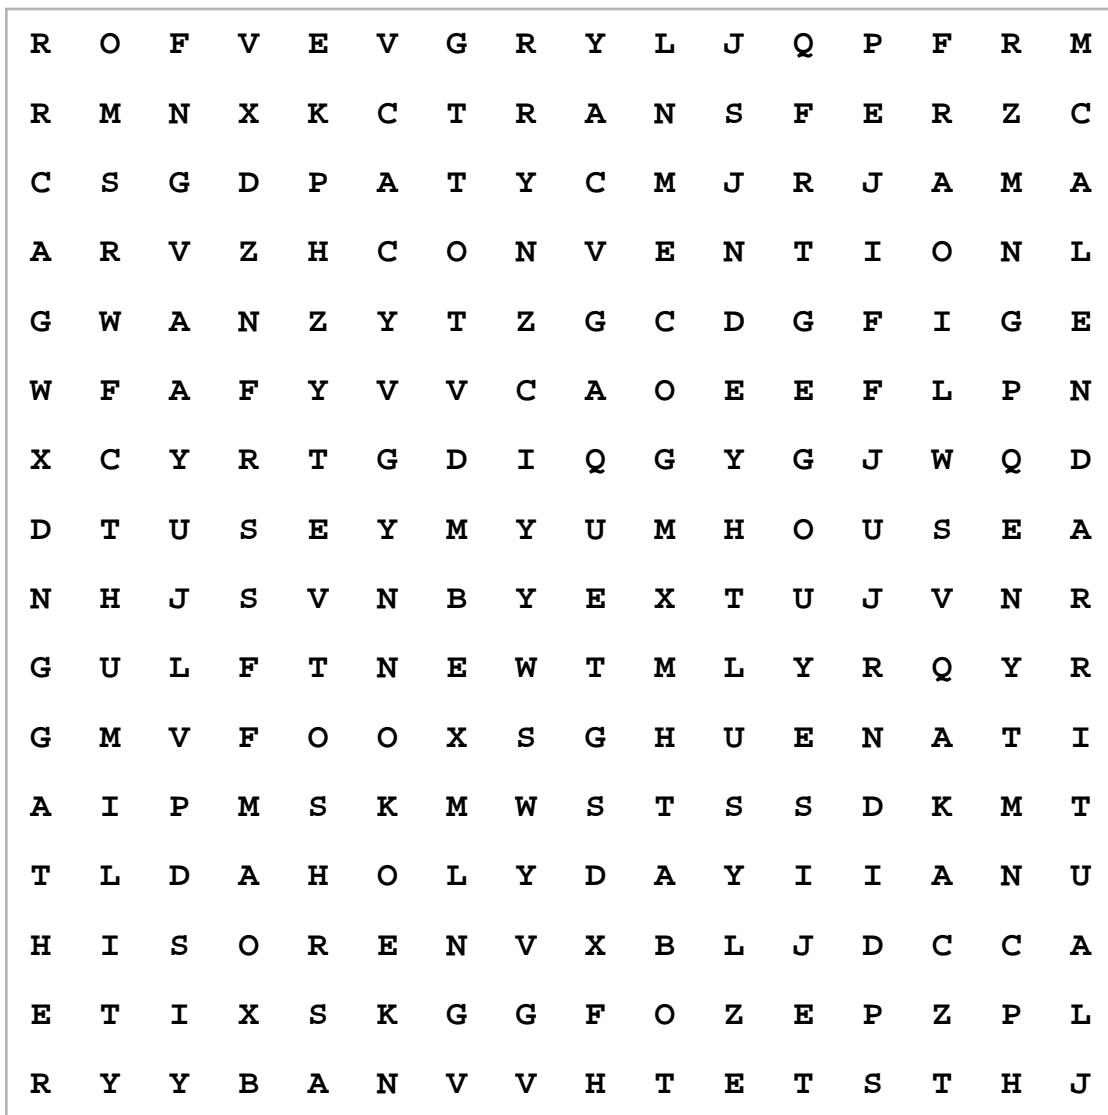 R O F V E V G R Y L J Q P F R M
R M N X K C T R A N S F E R Z C
C S G D P A T Y C M J R J A M A
A R V Z H C O N V E N T I O N L
G W A N Z Y T Z G C D G F I G E
W F A F Y V V C A O E E F L P N
X C Y R T G D I Q G Y G J W Q D
D T U S E Y M Y U M H O U S E A
N H J S V N B Y E X T U J V N R
G U L F T N E W T M L Y R Q Y R
G M V F O O X S G H U E N A T I
A I P M S K M W S T S S D K M T
T L D A H O L Y D A Y I I A N U
H I S O R E N V X B L J D C C A
E T I X S K G G F O Z E P Z P L
R Y Y B A N V V H T E T S T H J